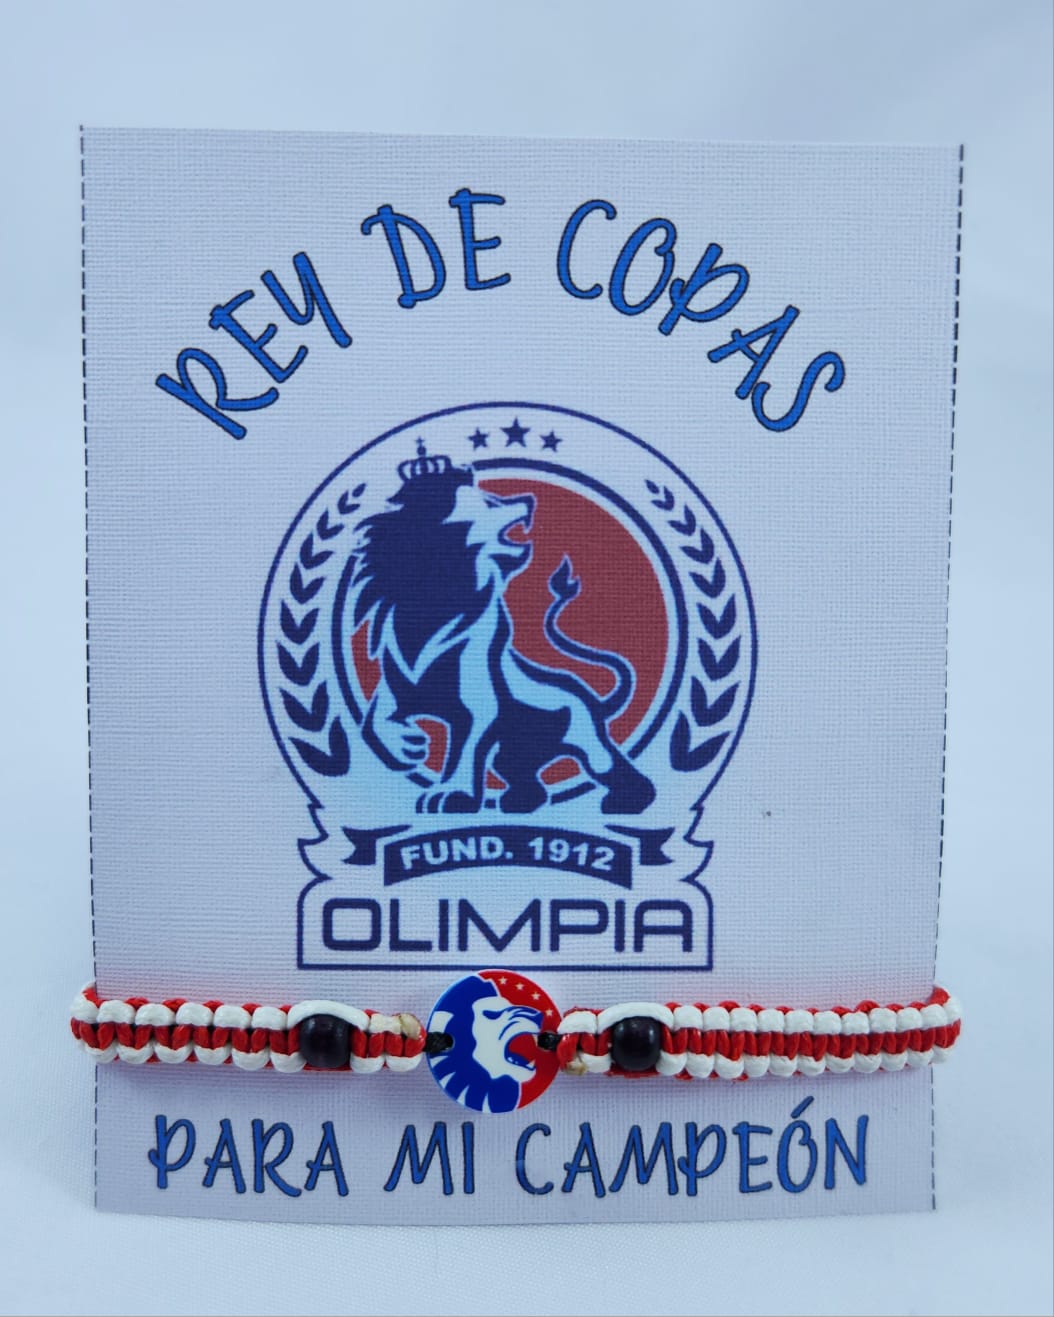 REY DE COPAS
FUND. 1912
OLIMPIA
PARA MI CAMPEÓN